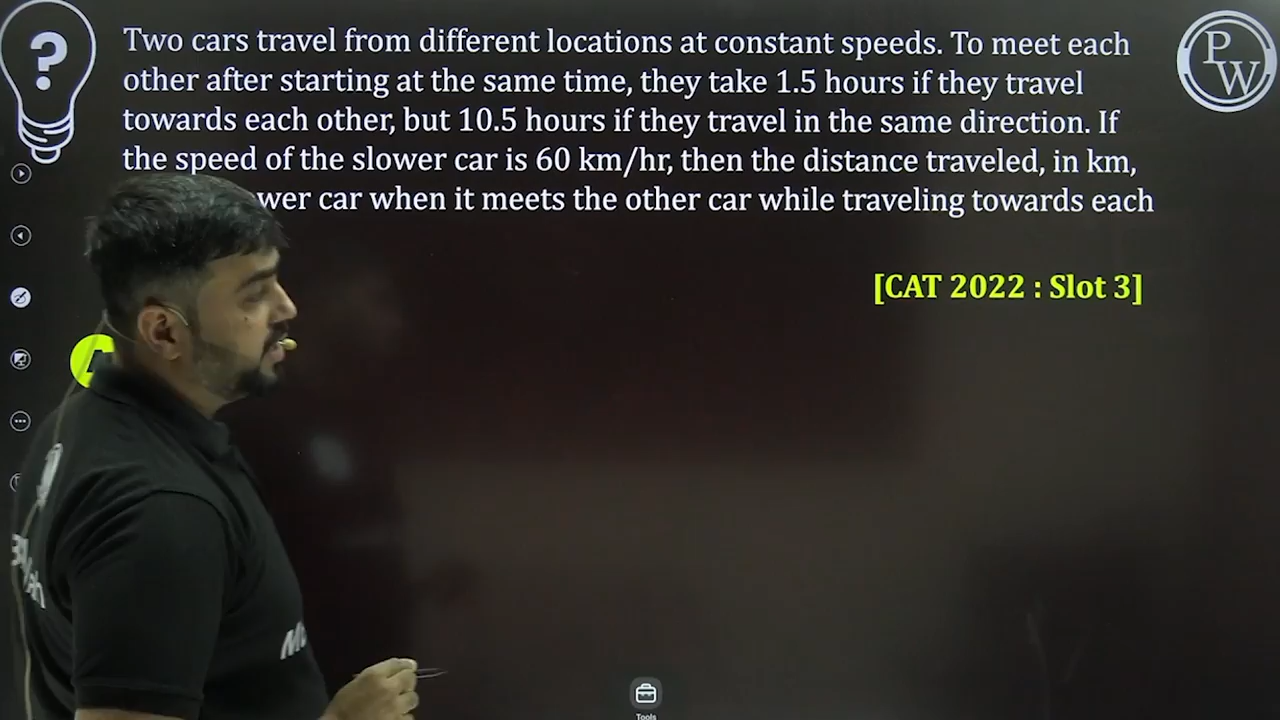 Two cars travel from different locations at constant speeds. To meet each
other after starting at the same time, they take 1.5 hours if they travel
towards each other, but 10.5 hours if they travel in the same direction. If
the speed of the slower car is 60 km/hr, then the distance traveled, in km,
wer car when it meets the other car while traveling towards each
[CAT 2022 : Slot 3]
P
W
?
Tools